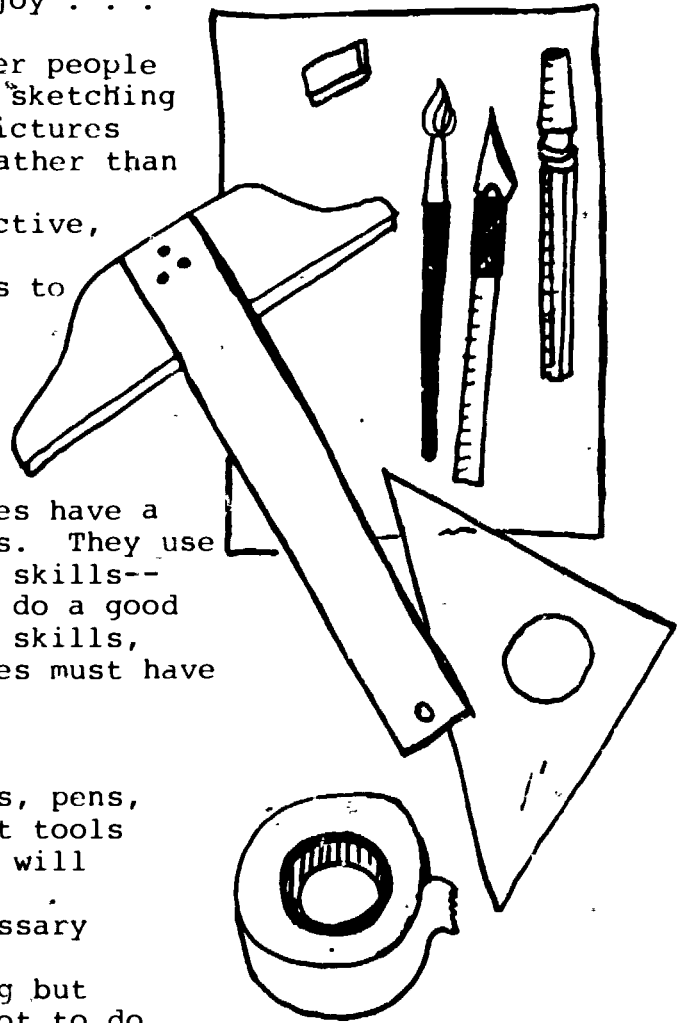 joy . . .
er people
sketching
ictures
ather than
ctive,
s to
es have a
s. They use
skills--
do a good
skills,
es must have
s, pens,
t tools
will
ssary
g but
ot to do